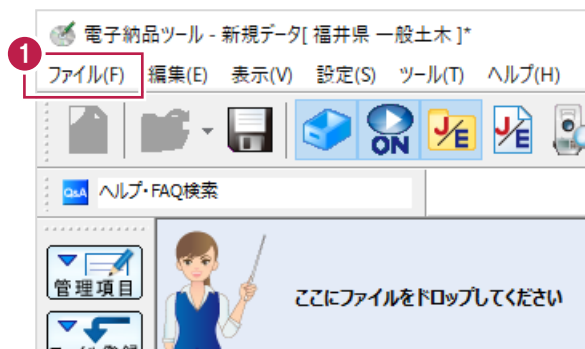 電子納品ツール - 新規データ[ 福井県 一般土木 ]*
1
ファイル(F) 編集(E) 表示(V) 設定(S) ツール(T) ヘルプ(H)
ON J/E J/E
Q&A ヘルプ・FAQ検索
管理項目
ここにファイルをドロップしてください